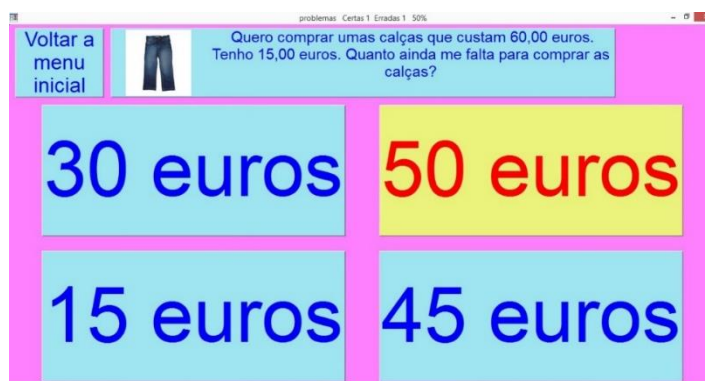 problemas Certas 1 Erradas 1 50%
Voltar a
menu
inicial
Quero comprar umas calças que custam 60,00 euros.
Tenho 15,00 euros. Quanto ainda me falta para comprar as
calças?
30 euros
50 euros
15 euros
45 euros